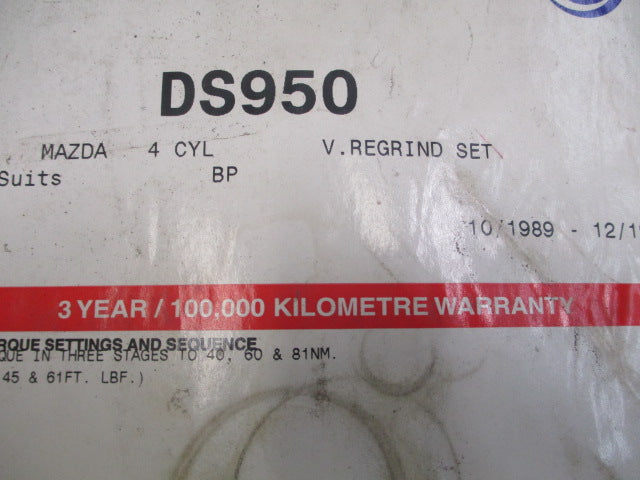 DS950
MAZDA 4 CYL V.REGRIND SET
Suits BP
10/1989 - 12/1
3 YEAR / 100,000 KILOMETRE WARRANTY
RQUE SETTINGS AND SEQUENCE
QUE IN THREE STAGES TO 40, 60 & 81NM.
45 & 61FT. LBF.)